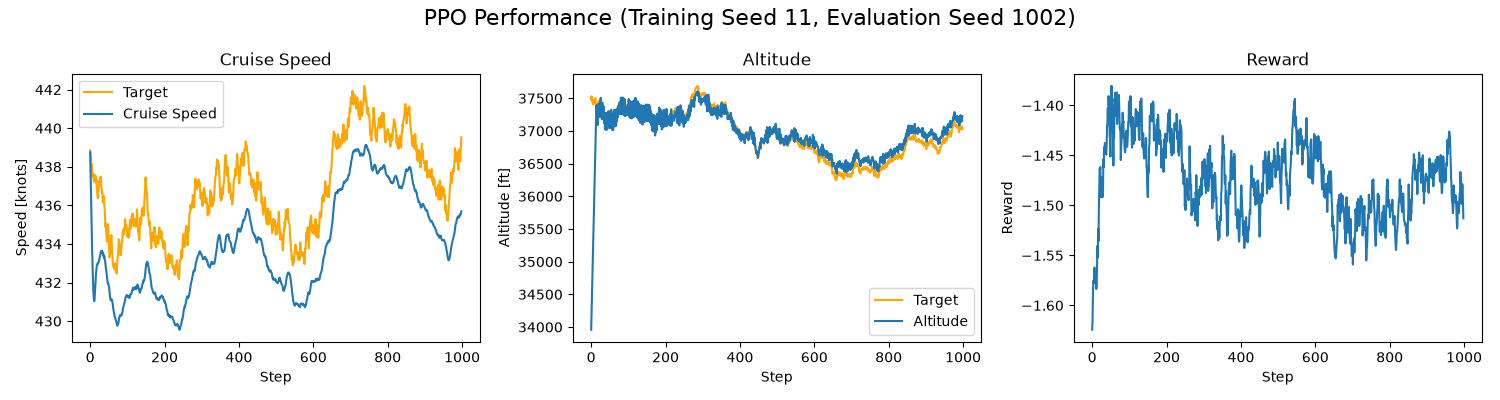 PPO Performance (Training Seed 11, Evaluation Seed 1002)
Cruise Speed
Speed [knots]
442
440
438
436
434
432
430
Target
Cruise Speed
0 200 400 600 800 1000
Step
Altitude
Altitude [ft]
37500
37000
36500
36000
35500
35000
34500
34000
Target
Altitude
0 200 400 600 800 1000
Step
Reward
Reward
−1.40
−1.45
−1.50
−1.55
−1.60
0 200 400 600 800 1000
Step